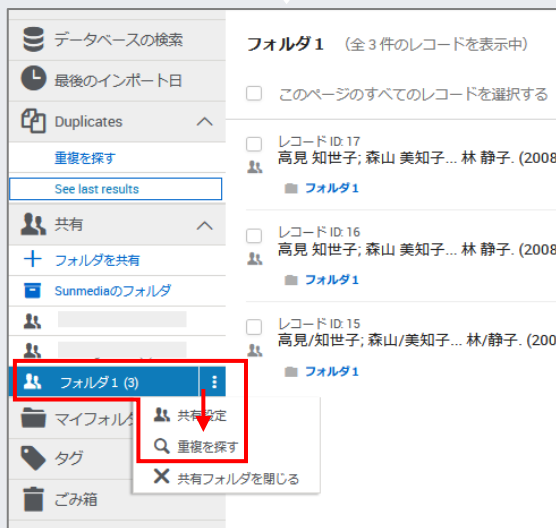 データベースの検索
最後のインポート日
Duplicates
重複を探す
See last results
共有
フォルダを共有
Sunmediaのフォルダ
フォルダ1 (3)
マイフォルダ
タグ
ごみ箱
共有設定
重複を探す
共有フォルダを閉じる
フォルダ1 (全3件のレコードを表示中)
このページのすべてのレコードを選択する
レコード ID: 17
高見 知世子; 森山 美知子... 林 静子. (2008
フォルダ1
レコード ID: 16
高見 知世子; 森山 美知子... 林 静子. (2008
フォルダ1
レコード ID: 15
高見/知世子; 森山/美知子... 林/静子. (200
フォルダ1